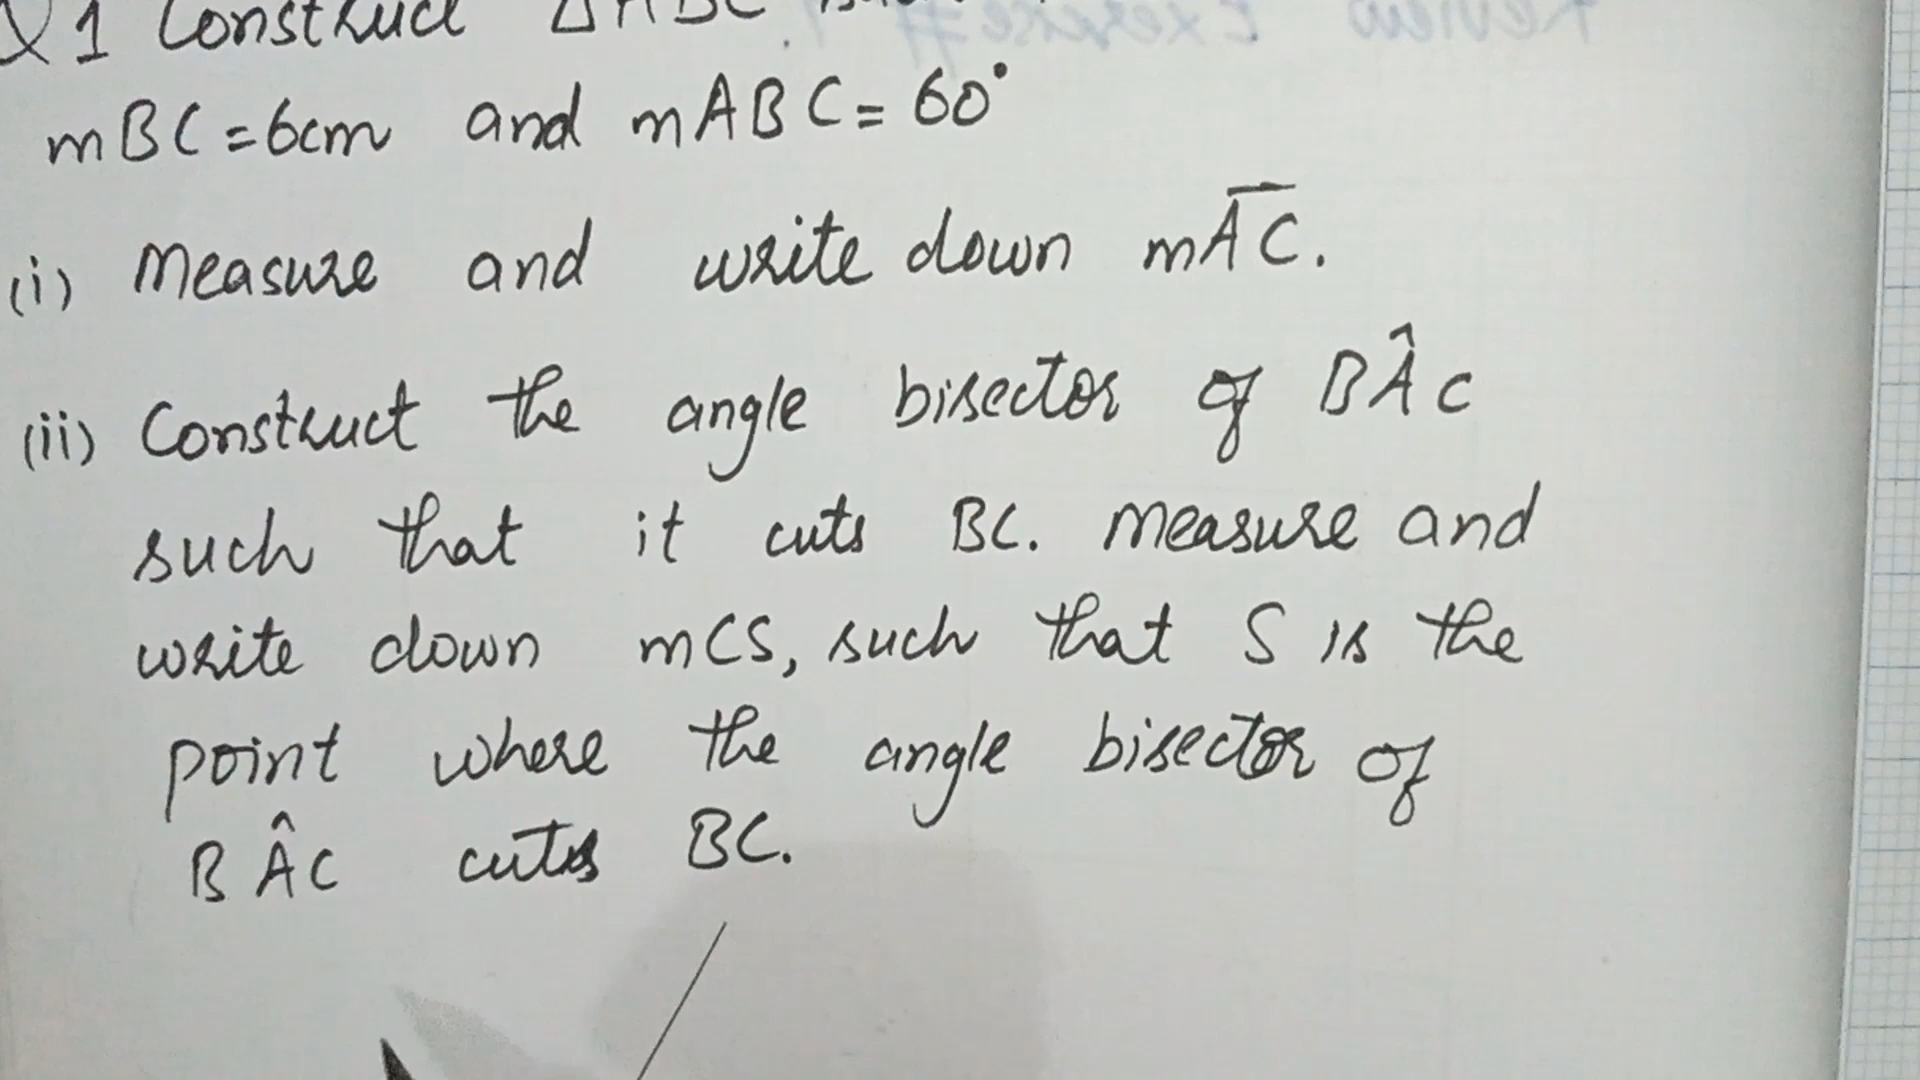 Q1 Construct △ABC
mBC=6cm and mABC=60°
(i) Measure and write down mA̅C̅.
(ii) Construct the angle bisector of BÂC
such that it cuts BC. Measure and
write down mCS, such that S is the
point where the angle bisector of
BÂC cuts BC.